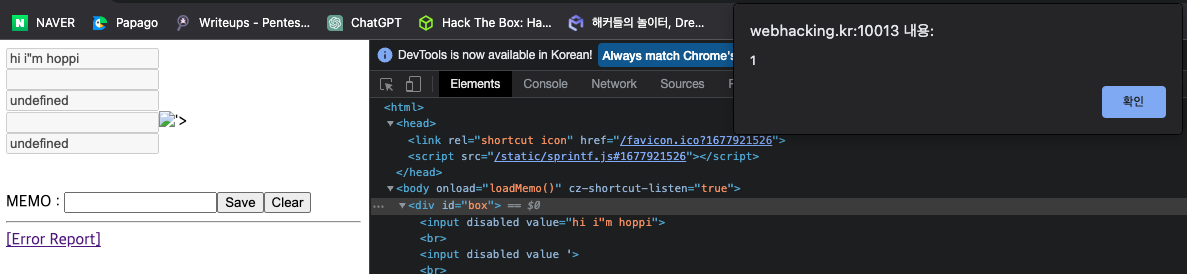 NAVER Papago Writeups - Pentes... ChatGPT Hack The Box: Ha... 해커들의 놀이터, Dre...
webhacking.kr:10013 내용:
1
확인
hi i"m hoppi
undefined
'>
undefined
MEMO : Save Clear
[Error Report]
DevTools is now available in Korean! Always match Chrome's
Elements Console Sources Network
<html>
<head>
<link rel="shortcut icon" href="/favicon.ico?1677921526">
<script src="/static/sprintf.js#1677921526"></script>
</head>
<body onload="loadMemo()" cz-shortcut-listen="true">
... <div id="box"> == $0
<input disabled value="hi i"m hoppi">
<br>
<input disabled value '>
<br>